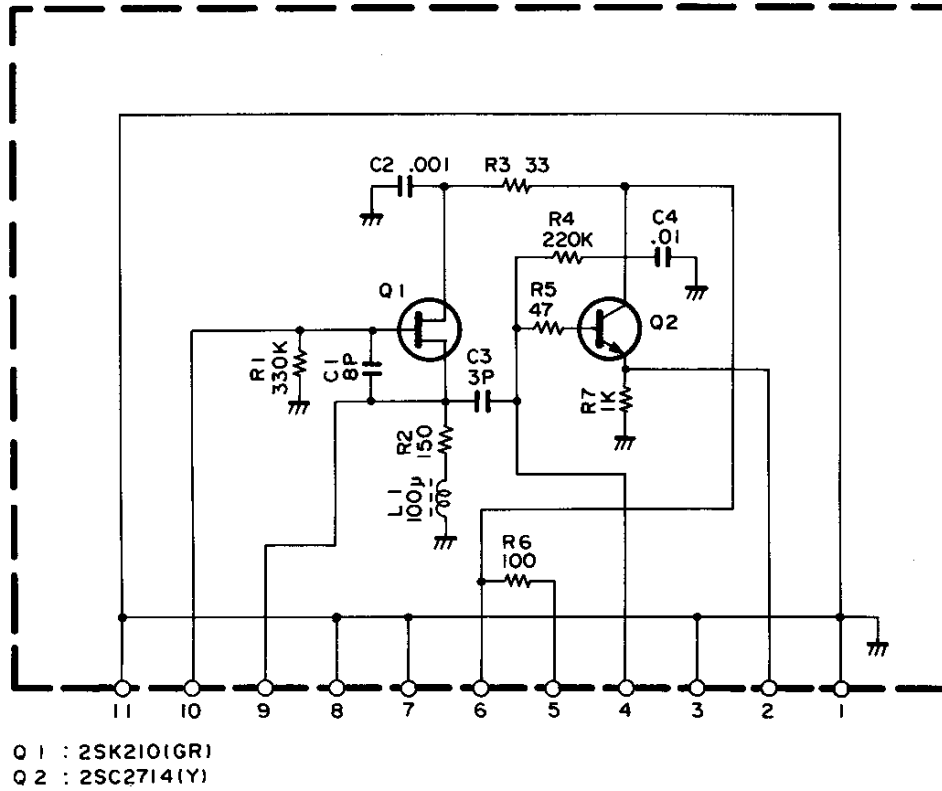 C2 .001
R3 33
R4
220K
C4
.01
Q1
R5
47
Q2
R1
330K
C1
8P
C3
3P
R2
150
R7
1K
L1
100μ
R6
100
11 10 9 8 7 6 5 4 3 2 1
Q1 : 2SK210(GR)
Q2 : 2SC2714(Y)